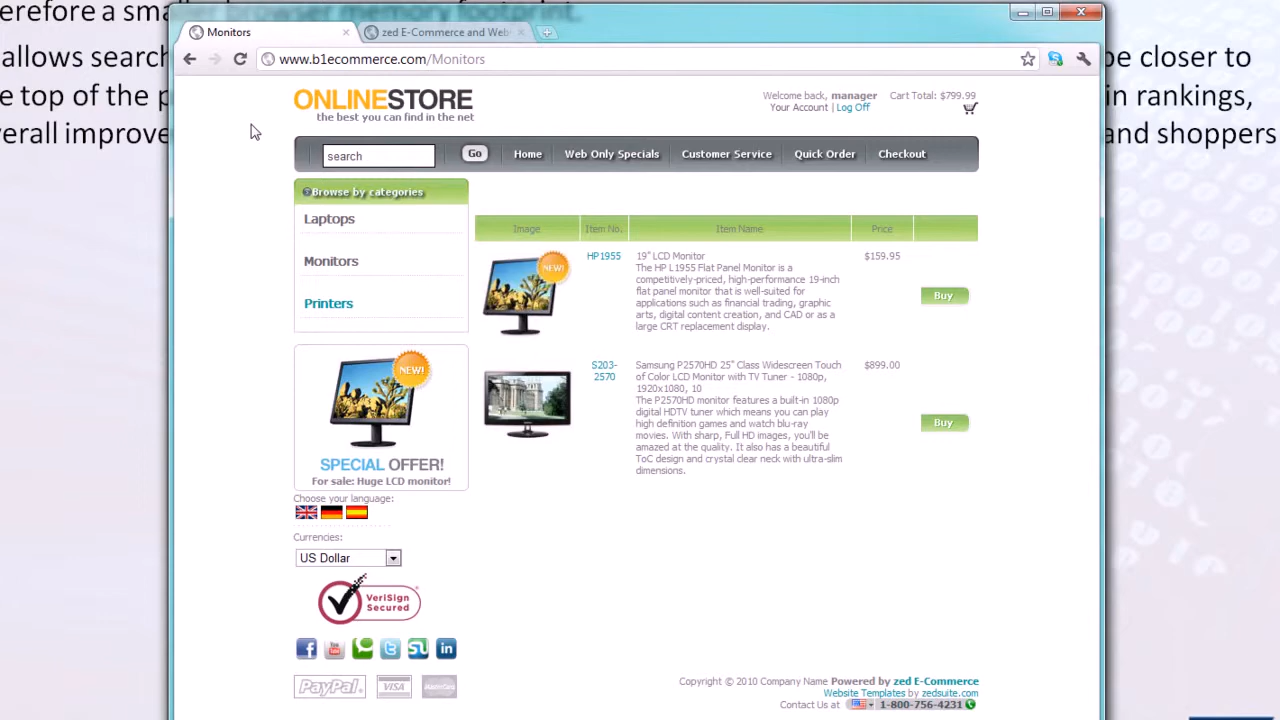 erefore a smaller browser memory footprint.
allows search
be closer to
e top of the p
in rankings,
verall improve
and shoppers
Monitors
zed E-Commerce and Web
www.b1ecommerce.com/Monitors
ONLINESTORE
the best you can find in the net
Welcome back, manager
Cart Total: $799.99
Your Account | Log Off
search
Go
Home
Web Only Specials
Customer Service
Quick Order
Checkout
Browse by categories
Laptops
Monitors
Printers
Image
Item No.
Item Name
Price
NEW!
HP1955
19" LCD Monitor
The HP L1955 Flat Panel Monitor is a
competitively-priced, high-performance 19-inch
flat panel monitor that is well-suited for
applications such as financial trading, graphic
arts, digital content creation, and CAD or as a
large CRT replacement display.
$159.95
Buy
S203-
2570
Samsung P2570HD 25" Class Widescreen Touch
of Color LCD Monitor with TV Tuner - 1080p,
1920x1080, 10
The P2570HD monitor features a built-in 1080p
digital HDTV tuner which means you can play
high definition games and watch blu-ray
movies. With sharp, Full HD images, you'll be
amazed at the quality. It also has a beautiful
ToC design and crystal clear neck with ultra-slim
dimensions.
$899.00
Buy
NEW!
SPECIAL OFFER!
For sale: Huge LCD monitor!
Choose your language:
Currencies:
US Dollar
VeriSign
Secured
You
Tube
in
PayPal
VISA
MasterCard
Copyright © 2010 Company Name Powered by zed E-Commerce
Website Templates by zedsuite.com
Contact Us at 1-800-756-4231